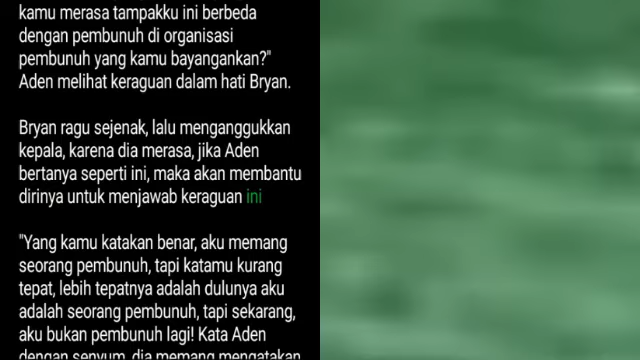 kamu merasa tampakku ini berbeda
dengan pembunuh di organisasi
pembunuh yang kamu bayangankan?"
Aden melihat keraguan dalam hati Bryan.
Bryan ragu sejenak, lalu menganggukkan
kepala, karena dia merasa, jika Aden
bertanya seperti ini, maka akan membantu
dirinya untuk menjawab keraguan ini
"Yang kamu katakan benar, aku memang
seorang pembunuh, tapi katamu kurang
tepat, lebih tepatnya adalah dulunya aku
adalah seorang pembunuh, tapi sekarang,
aku bukan pembunuh lagi! Kata Aden
dengan senyum, dia memang mengatakan